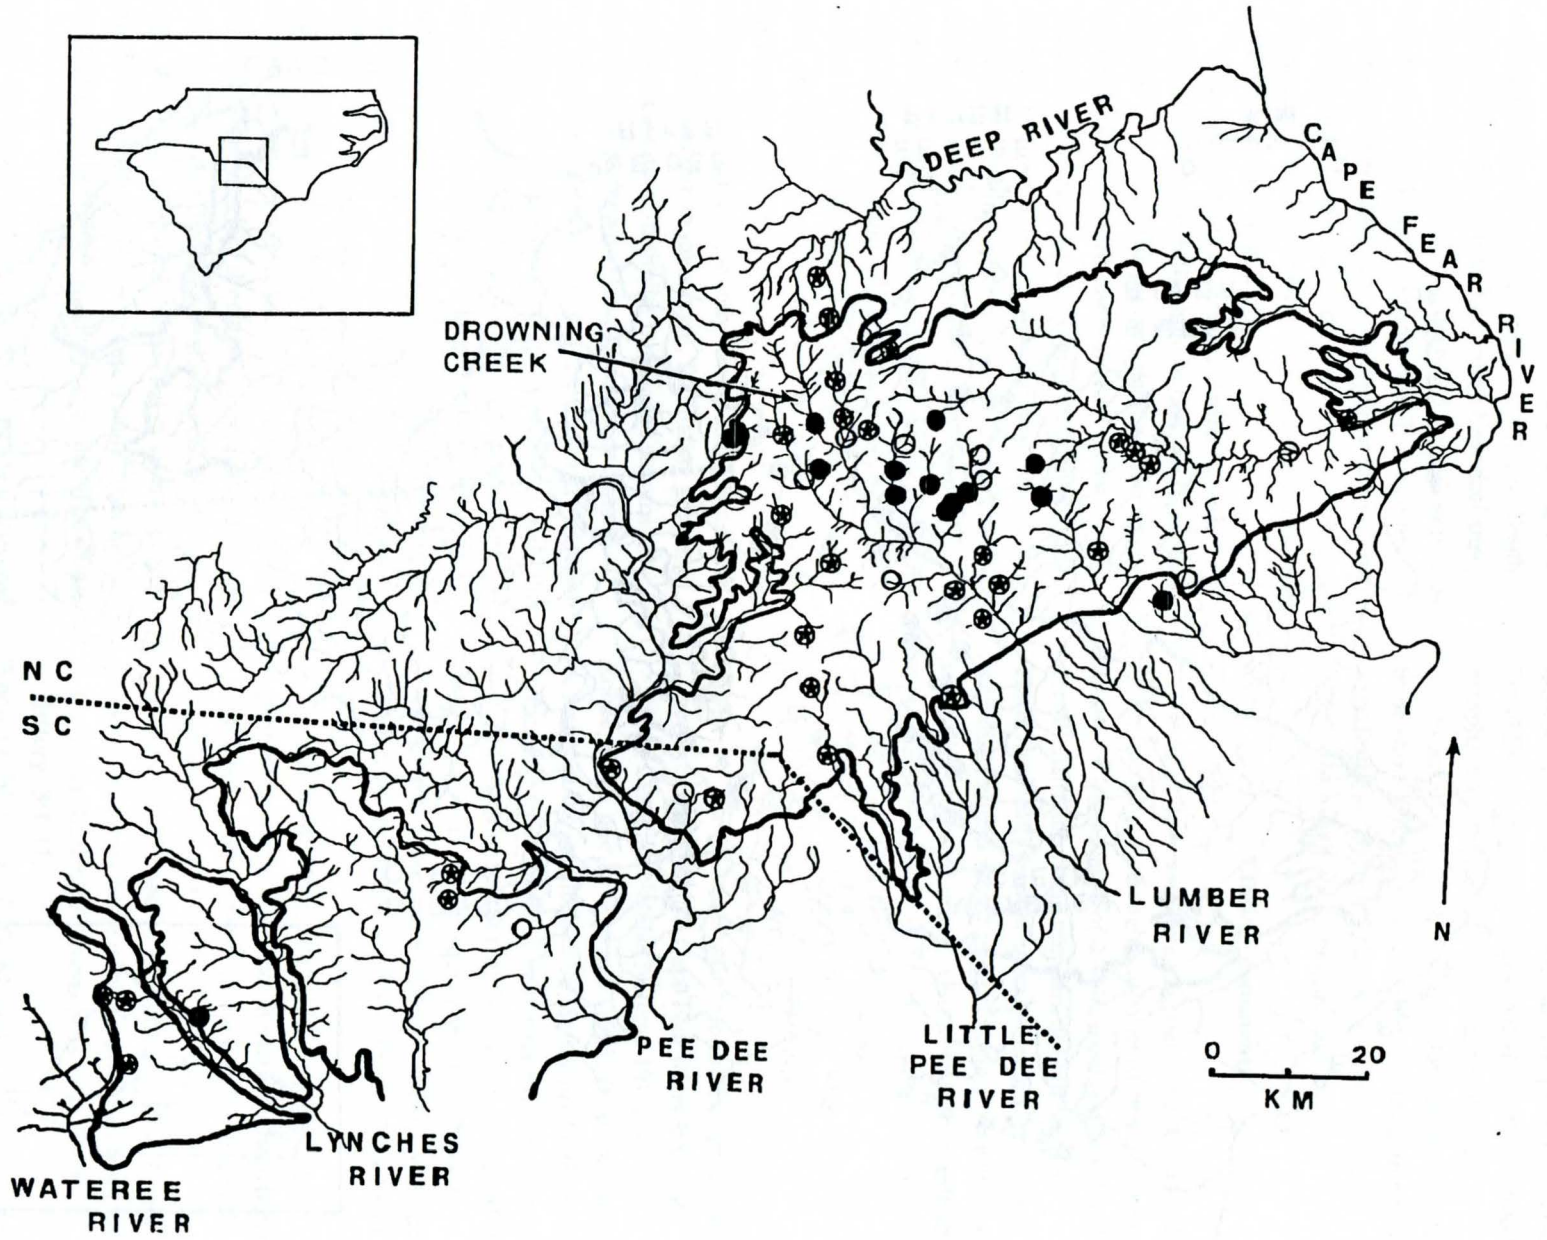 DEEP RIVER
CAPE FEAR RIVER
DROWNING
CREEK
NC
SC
LUMBER
RIVER
N
LITTLE
PEE DEE
RIVER
0 20
KM
PEE DEE
RIVER
LYNCHES
RIVER
WATEREE
RIVER